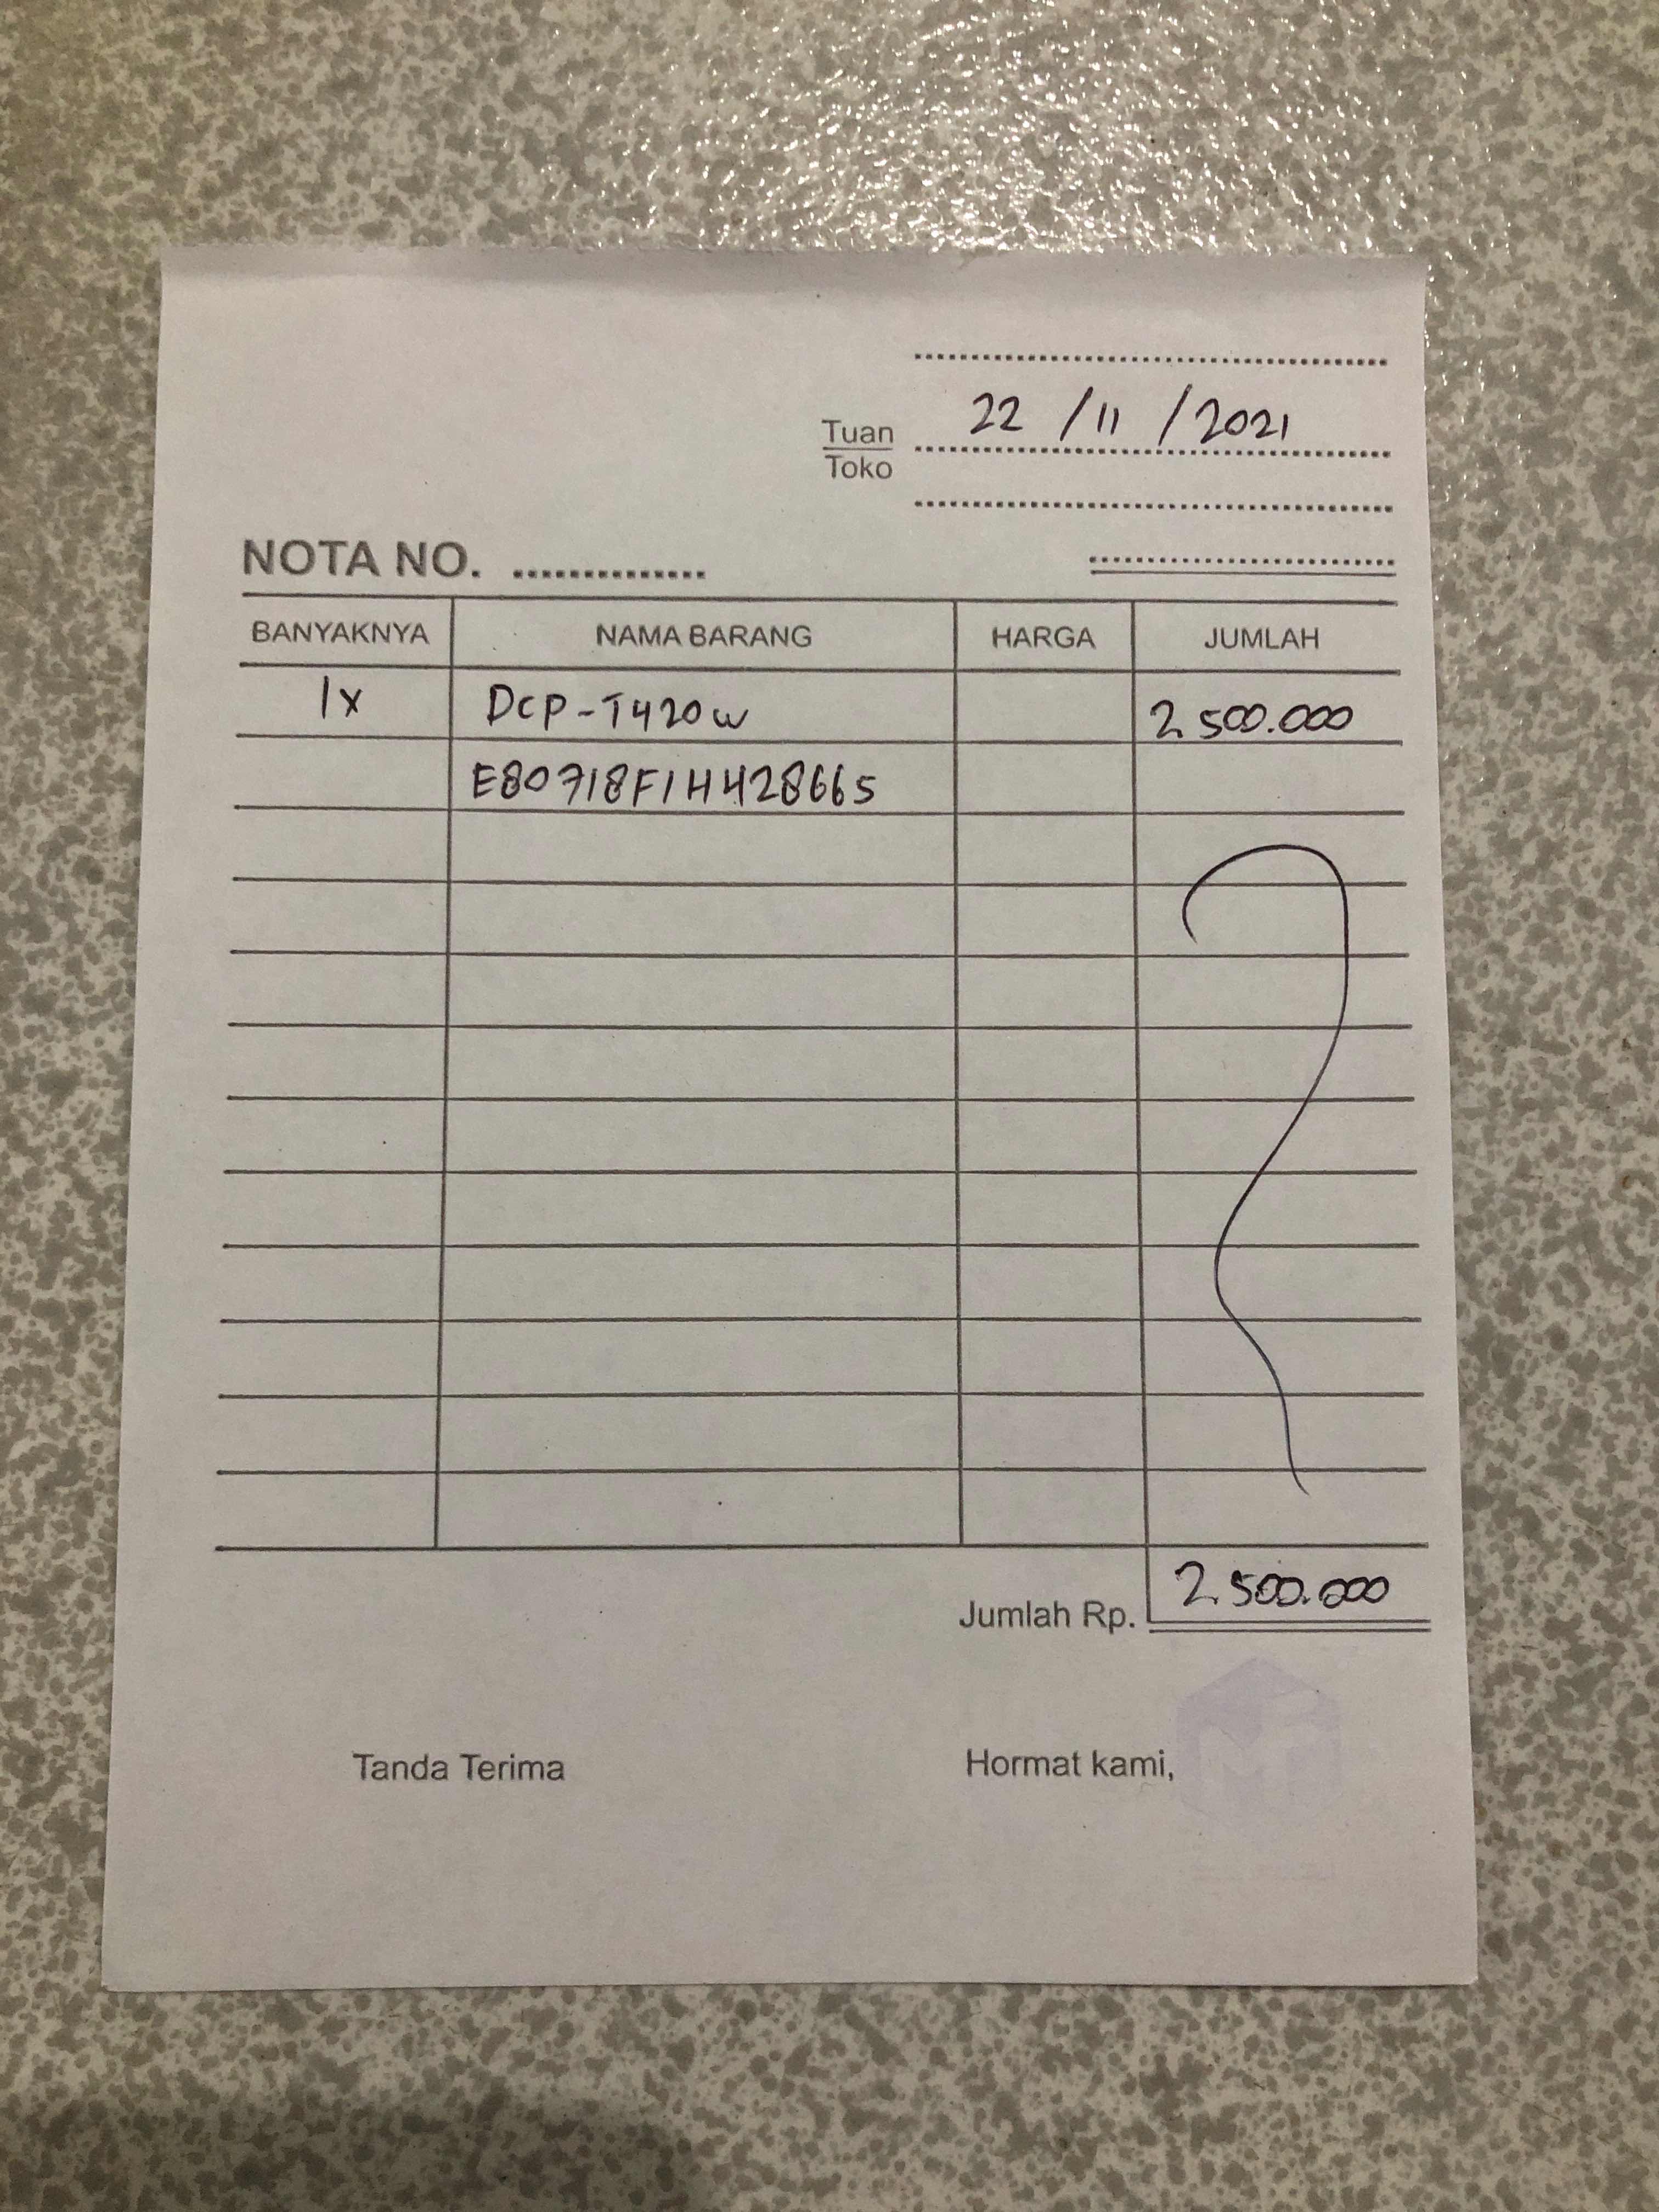 22 / 11 / 2021
Tuan
Toko
NOTA NO. ..............
BANYAKNYA NAMA BARANG HARGA JUMLAH
1x DCP-T420w 2.500.000
E80718F1H428665
Jumlah Rp. 2.500.000
Tanda Terima Hormat kami,